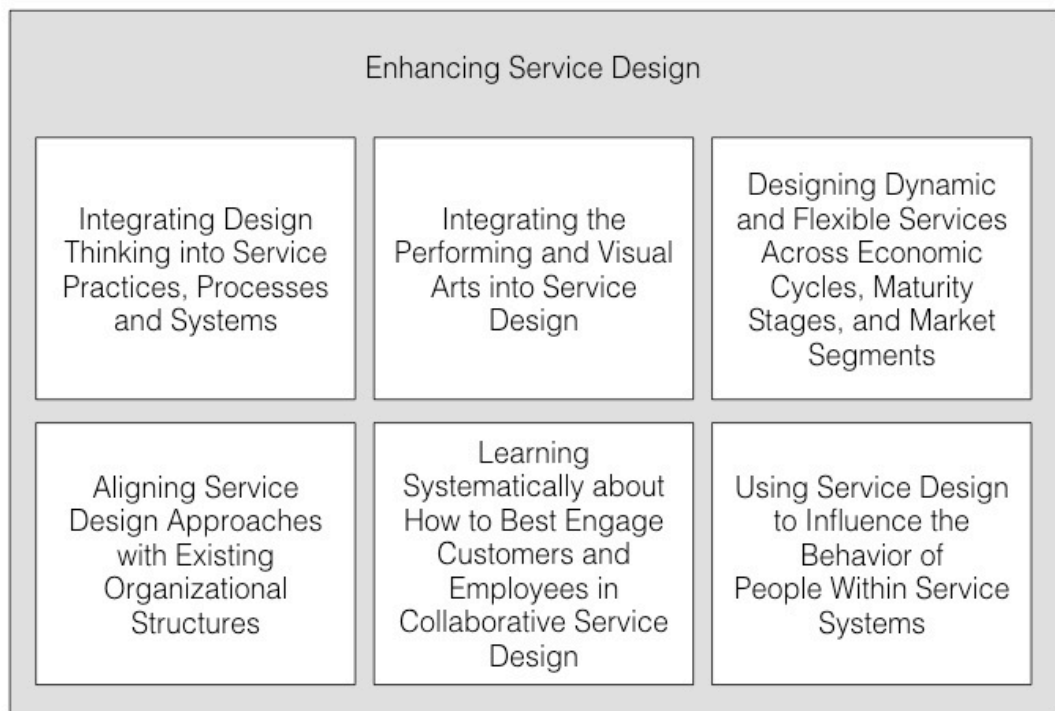 Enhancing Service Design
Integrating Design
Thinking into Service
Practices, Processes
and Systems
Integrating the
Performing and Visual
Arts into Service
Design
Designing Dynamic
and Flexible Services
Across Economic
Cycles, Maturity
Stages, and Market
Segments
Aligning Service
Design Approaches
with Existing
Organizational
Structures
Learning
Systematically about
How to Best Engage
Customers and
Employees in
Collaborative Service
Design
Using Service Design
to Influence the
Behavior of
People Within Service
Systems